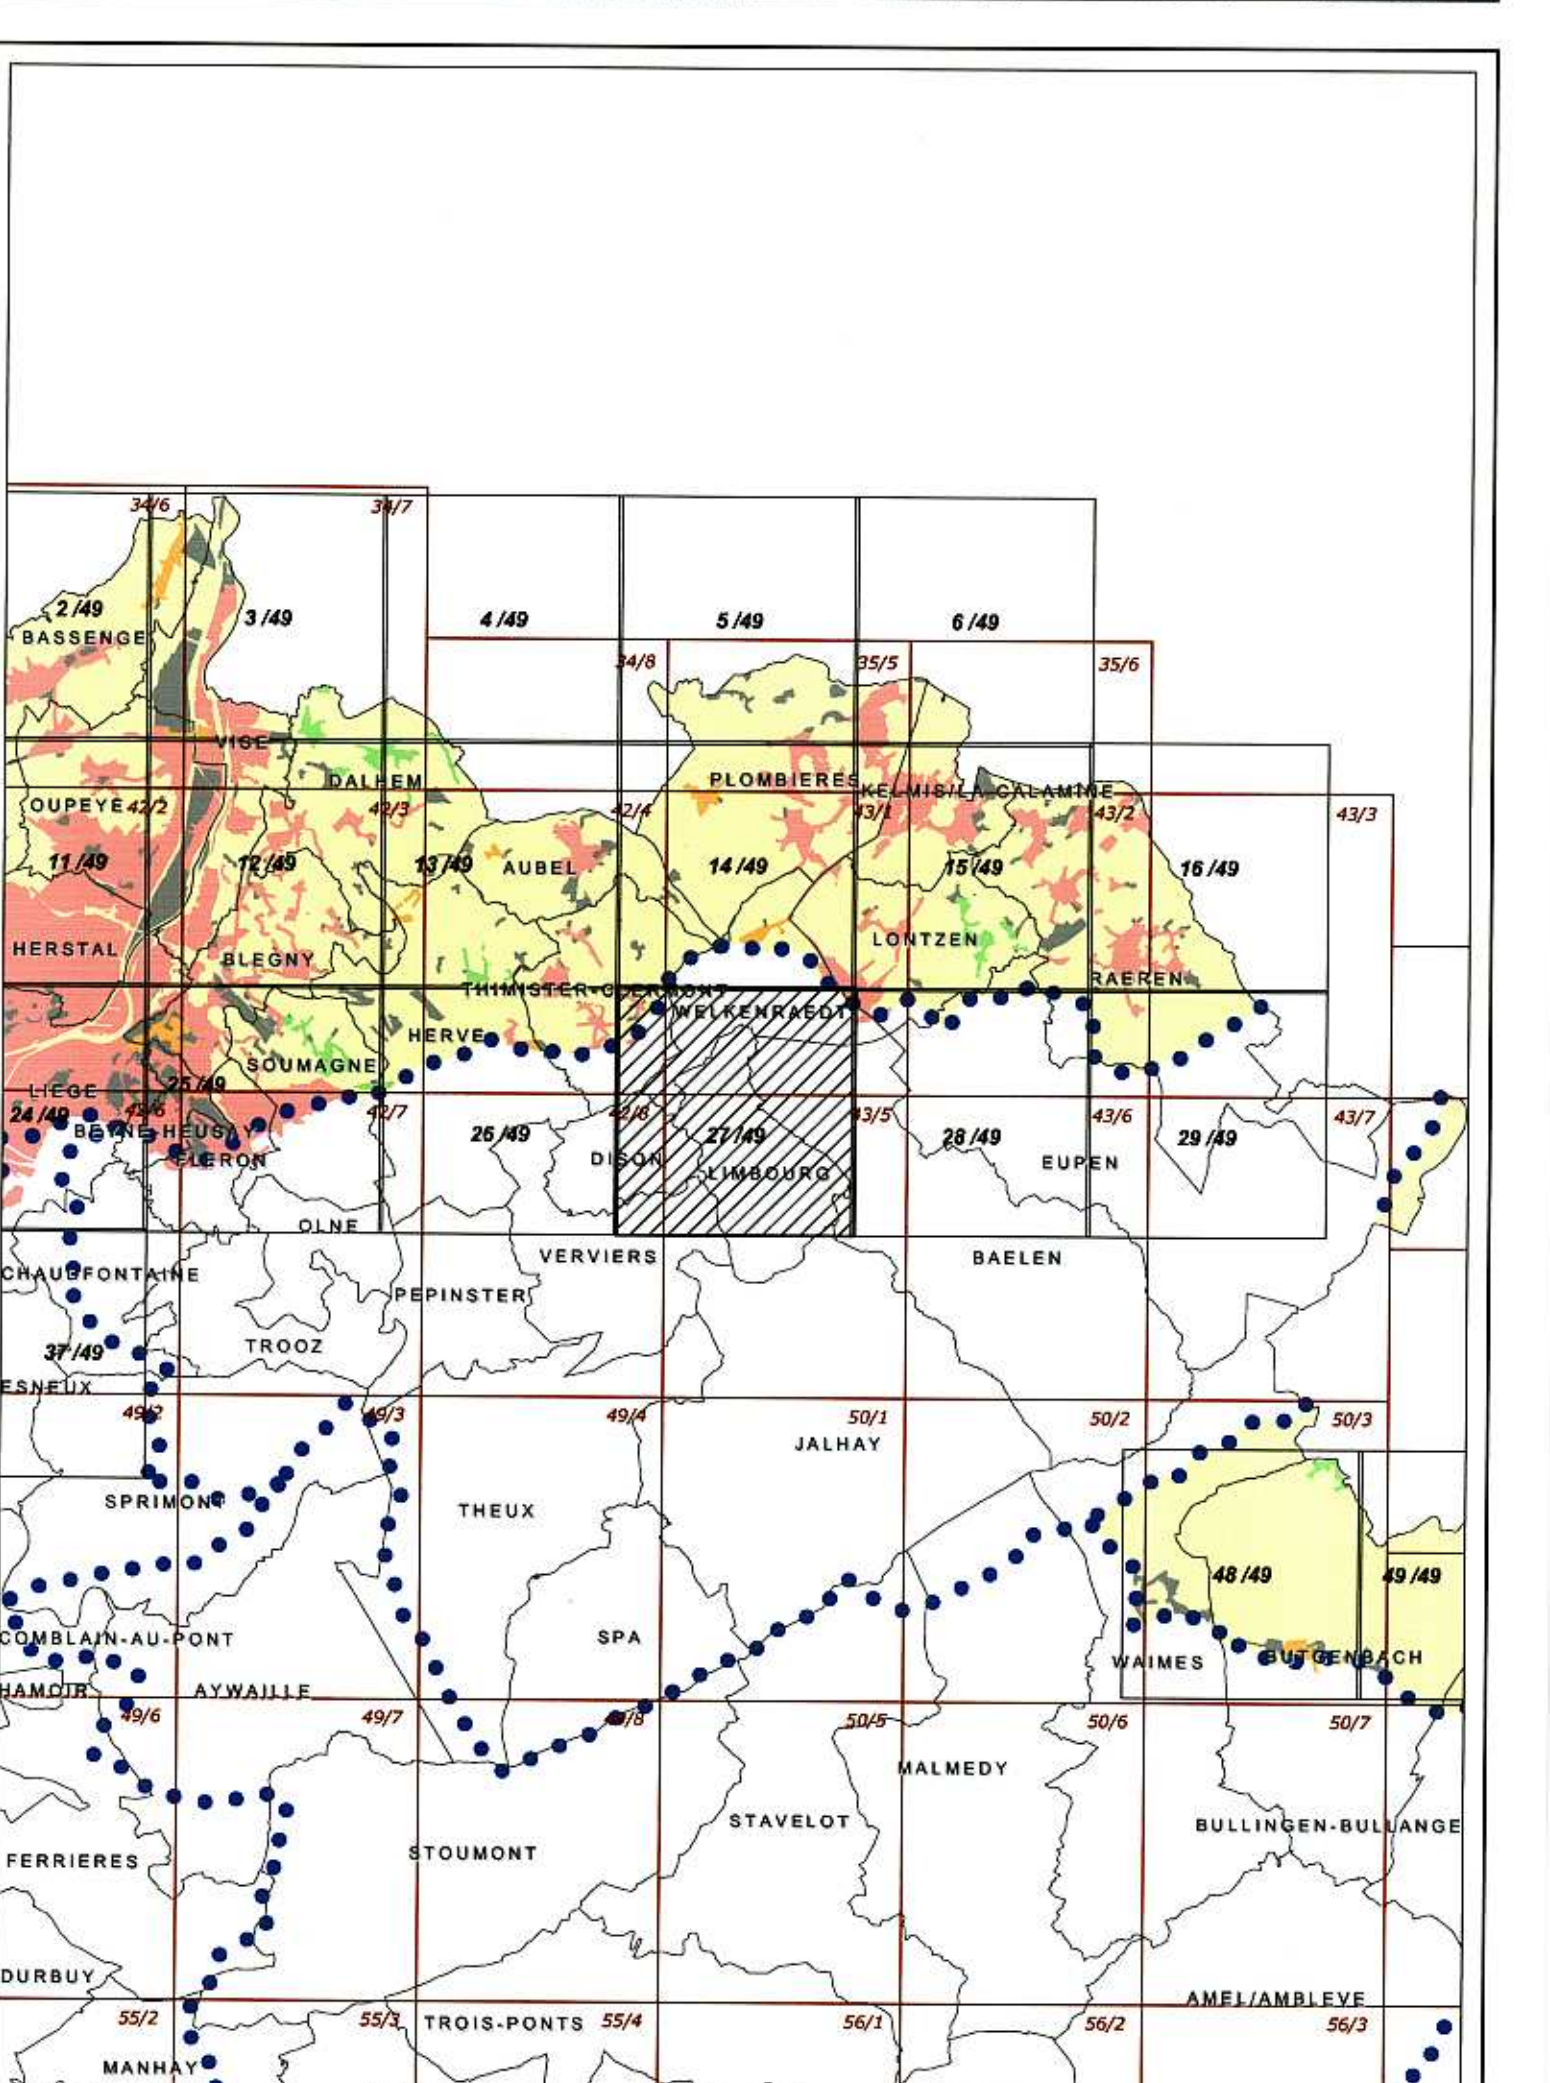 34/6
34/7
2 /49
3 /49
4 /49
5 /49
6 /49
BASSENGE
34/8
35/5
35/6
VISE
DALHEM
PLOMBIERES
KELMIS/LA CALAMINE
OUPEYE
42/2
42/3
42/4
43/1
43/2
43/3
11 /49
12 /49
13 /49
AUBEL
14 /49
15 /49
16 /49
HERSTAL
BLEGNY
LONTZEN
RAEREN
THIMISTER-CLERMONT
WELKENRAEDT
HERVE
SOUMAGNE
LIEGE
25 /49
24 /49
42/6
42/7
42/8
43/5
43/6
43/7
BEYNE-HEUSAY
26 /49
27 /49
28 /49
29 /49
FLERON
DISON
LIMBOURG
EUPEN
OLNE
VERVIERS
BAELEN
CHAUDFONTAINE
PEPINSTER
TROOZ
37 /49
ESNEUX
49/2
49/3
49/4
50/1
50/2
50/3
JALHAY
SPRIMONT
THEUX
48 /49
49 /49
COMBLAIN-AU-PONT
SPA
WAIMES
BUTGENBACH
HAMOIR
AYWAILLE
49/6
49/7
49/8
50/5
50/6
50/7
MALMEDY
STAVELOT
BULLINGEN-BULLANGE
STOUMONT
FERRIERES
DURBUY
AMEL/AMBLEVE
55/2
55/3
TROIS-PONTS
55/4
56/1
56/2
56/3
MANHAY